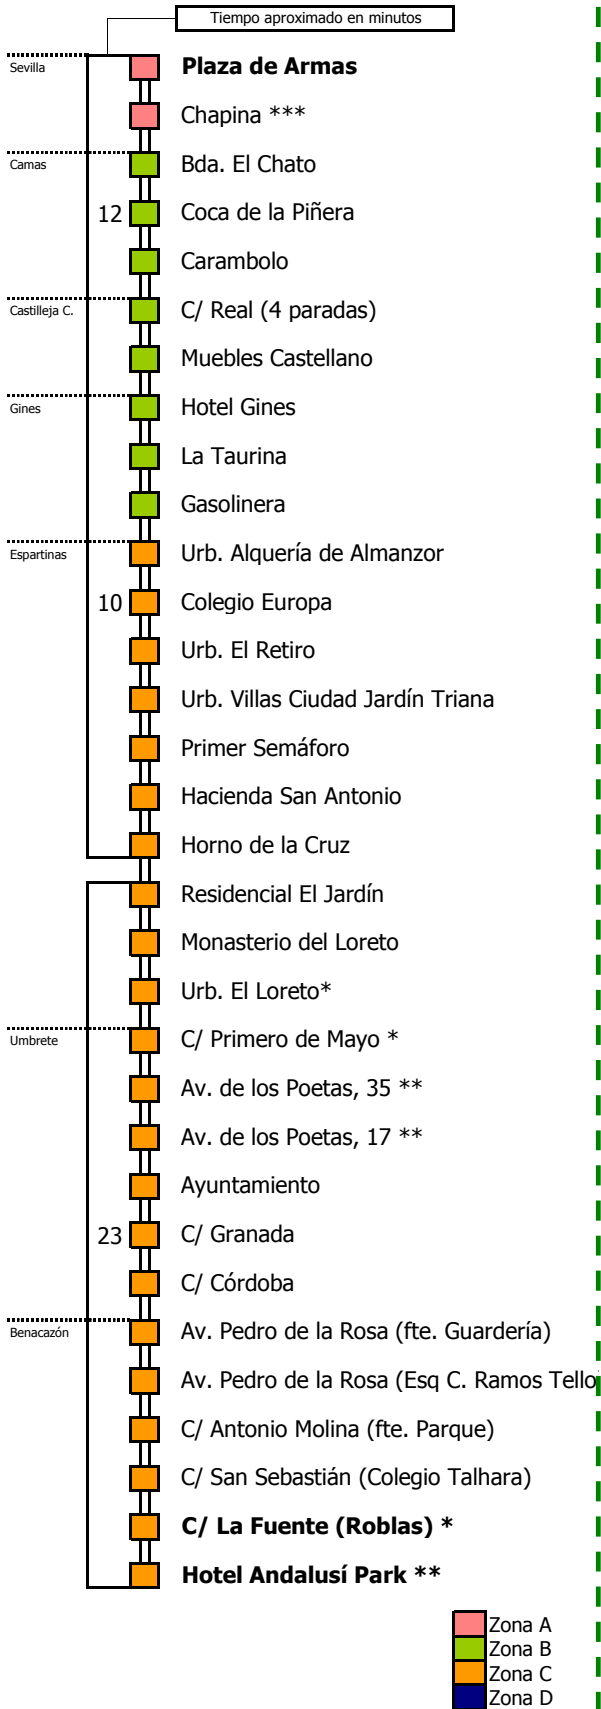 Tiempo aproximado en minutos
Sevilla
Plaza de Armas
Chapina ***
Camas
Bda. El Chato
12
Coca de la Piñera
Carambolo
Castilleja C.
C/ Real (4 paradas)
Muebles Castellano
Gines
Hotel Gines
La Taurina
Gasolinera
Espartinas
Urb. Alquería de Almanzor
10
Colegio Europa
Urb. El Retiro
Urb. Villas Ciudad Jardín Triana
Primer Semáforo
Hacienda San Antonio
Horno de la Cruz
Residencial El Jardín
Monasterio del Loreto
Urb. El Loreto*
Umbrete
C/ Primero de Mayo *
Av. de los Poetas, 35 **
Av. de los Poetas, 17 **
Ayuntamiento
23
C/ Granada
C/ Córdoba
Benacazón
Av. Pedro de la Rosa (fte. Guardería)
Av. Pedro de la Rosa (Esq C. Ramos Tello
C/ Antonio Molina (fte. Parque)
C/ San Sebastián (Colegio Talhara)
C/ La Fuente (Roblas) *
Hotel Andalusí Park **
Zona A
Zona B
Zona C
Zona D